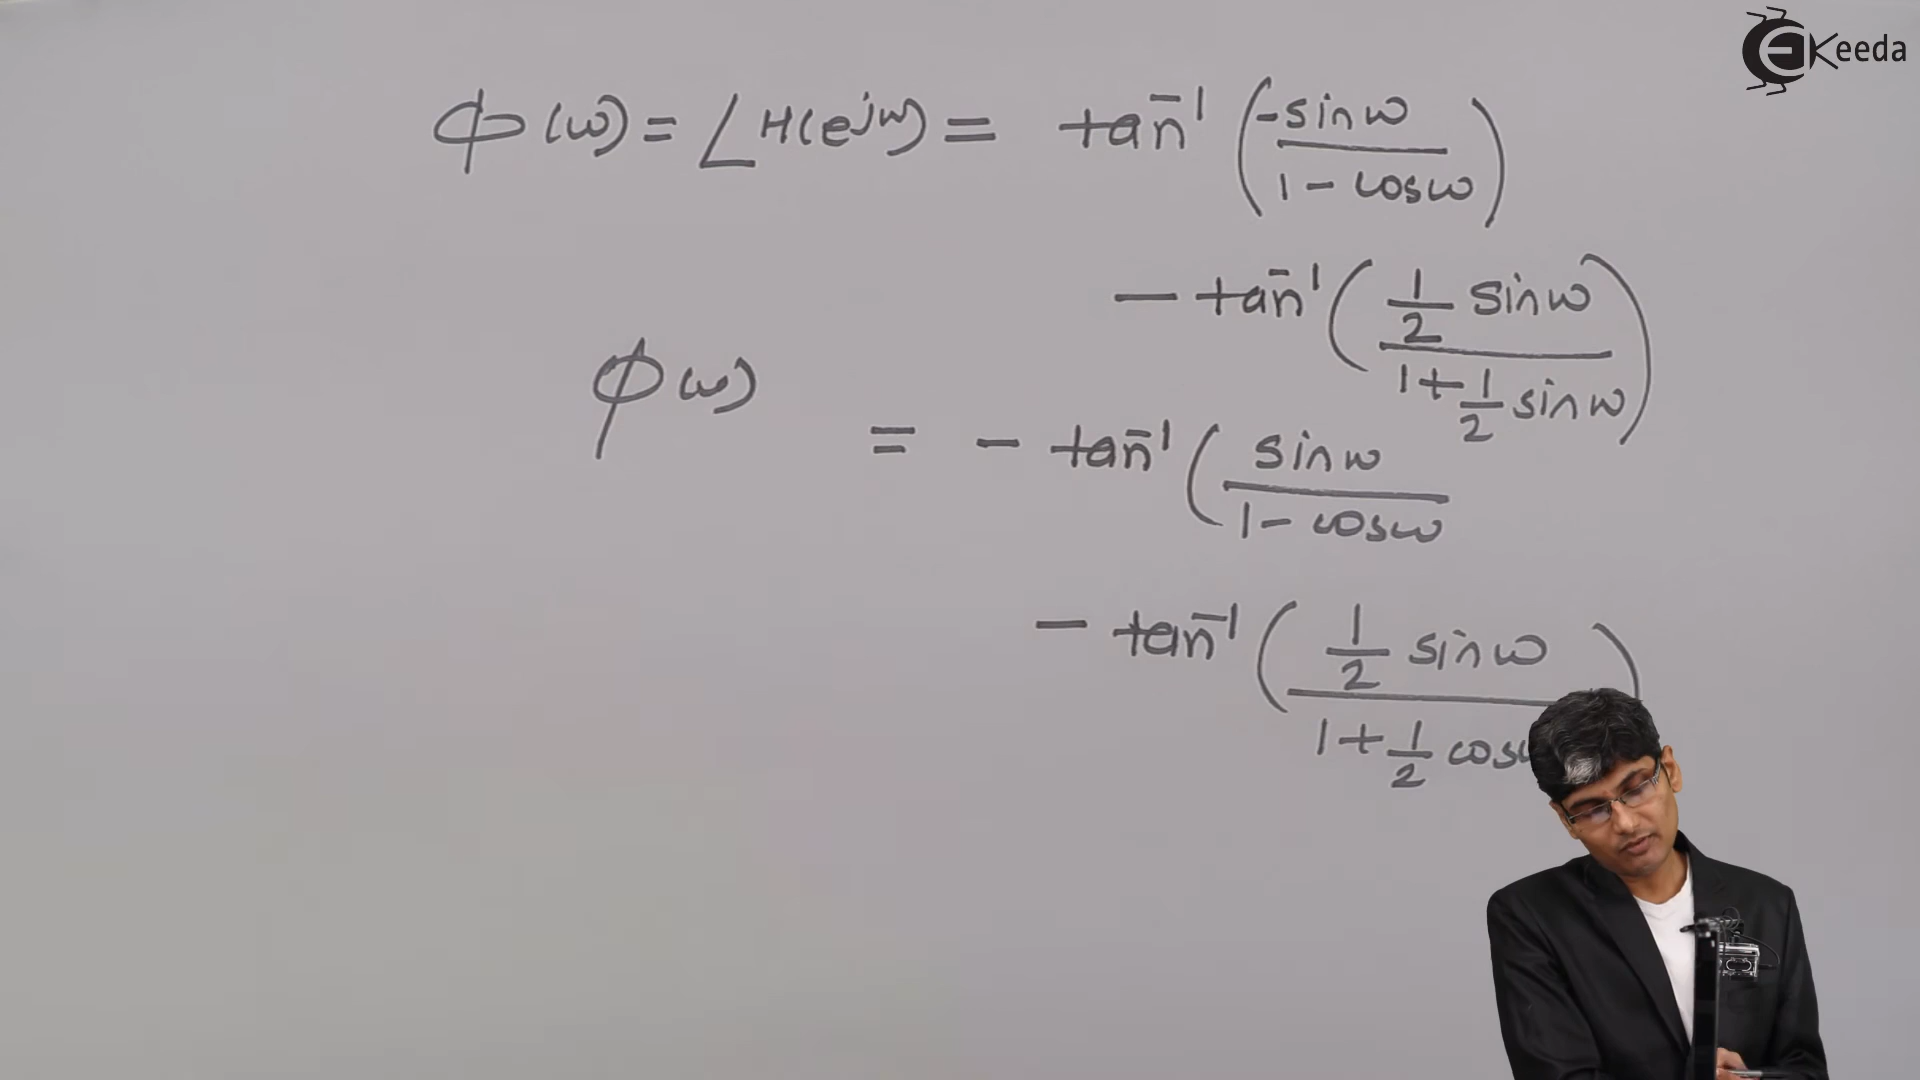 EKeeda
ϕ(ω) = ∠H(e^jω) = tan^-1 (-sinω / 1 - cosω)
- tan^-1 (1/2 sinω / 1 + 1/2 sinω)
ϕ(ω) = - tan^-1 (sinω / 1 - cosω
- tan^-1 (1/2 sinω / 1 + 1/2 cos